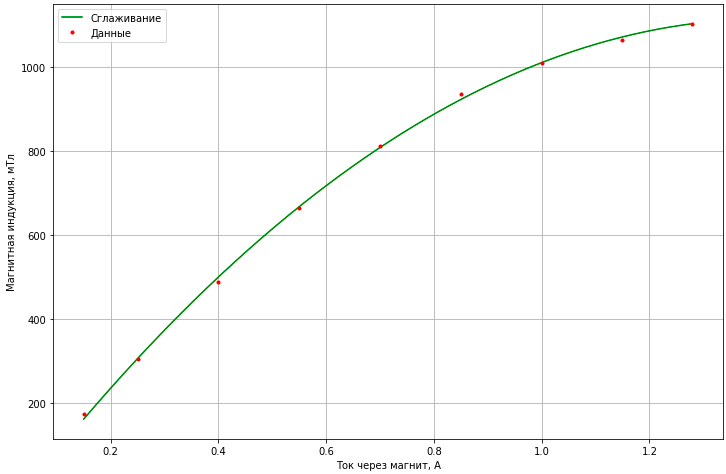 Сглаживание
Данные
1000
800
600
400
200
Магнитная индукция, мТл
0.2 0.4 0.6 0.8 1.0 1.2
Ток через магнит, А